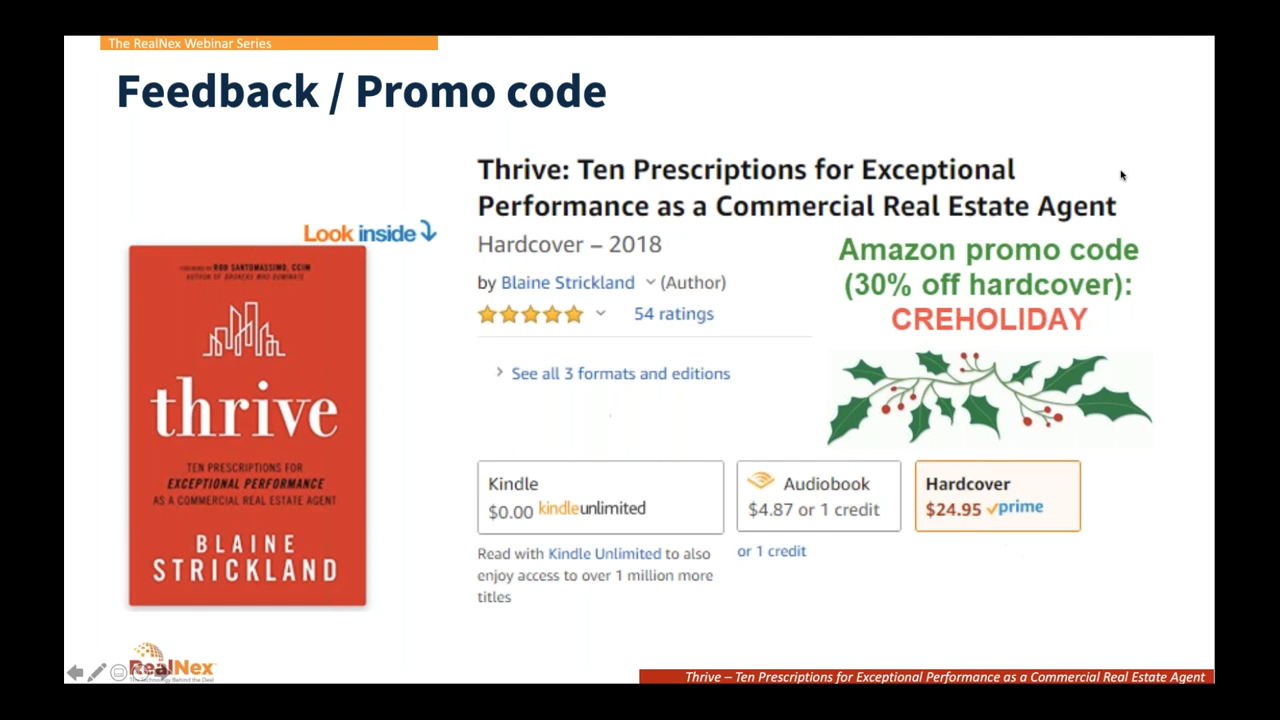 The RealNex Webinar Series
Feedback / Promo code
Thrive: Ten Prescriptions for Exceptional
Performance as a Commercial Real Estate Agent
Hardcover – 2018
by Blaine Strickland (Author)
54 ratings
See all 3 formats and editions
Amazon promo code
(30% off hardcover):
CREHOLIDAY
Look inside
FOREWORD BY ROD SANTOMASSIMO, CCIM
AUTHOR OF BROKERS WHO DOMINATE
thrive
TEN PRESCRIPTIONS FOR
EXCEPTIONAL PERFORMANCE
AS A COMMERCIAL REAL ESTATE AGENT
BLAINE
STRICKLAND
Kindle
$0.00 kindleunlimited
Read with Kindle Unlimited to also
enjoy access to over 1 million more
titles
Audiobook
$4.87 or 1 credit
or 1 credit
Hardcover
$24.95 prime
RealNex
The Technology Behind the Deal
Thrive – Ten Prescriptions for Exceptional Performance as a Commercial Real Estate Agent